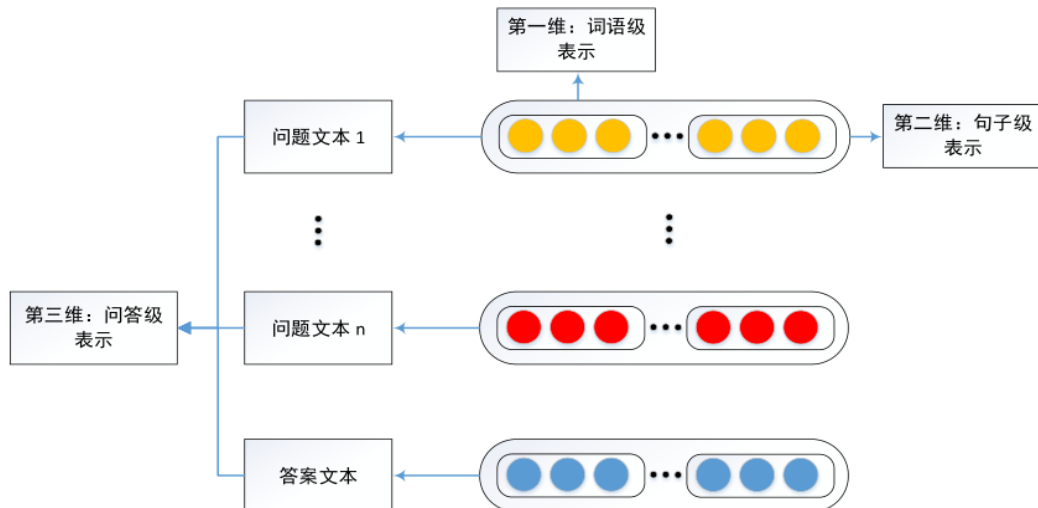 第一维：词语级
表示
问题文本 1
第二维：句子级
表示
第三维：问答级
表示
问题文本 n
答案文本